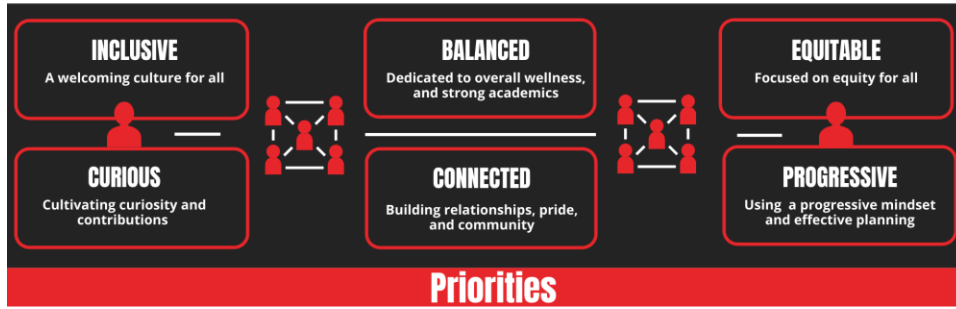 INCLUSIVE
A welcoming culture for all
BALANCED
Dedicated to overall wellness,
and strong academics
EQUITABLE
Focused on equity for all
CURIOUS
Cultivating curiosity and
contributions
CONNECTED
Building relationships, pride,
and community
PROGRESSIVE
Using a progressive mindset
and effective planning
Priorities